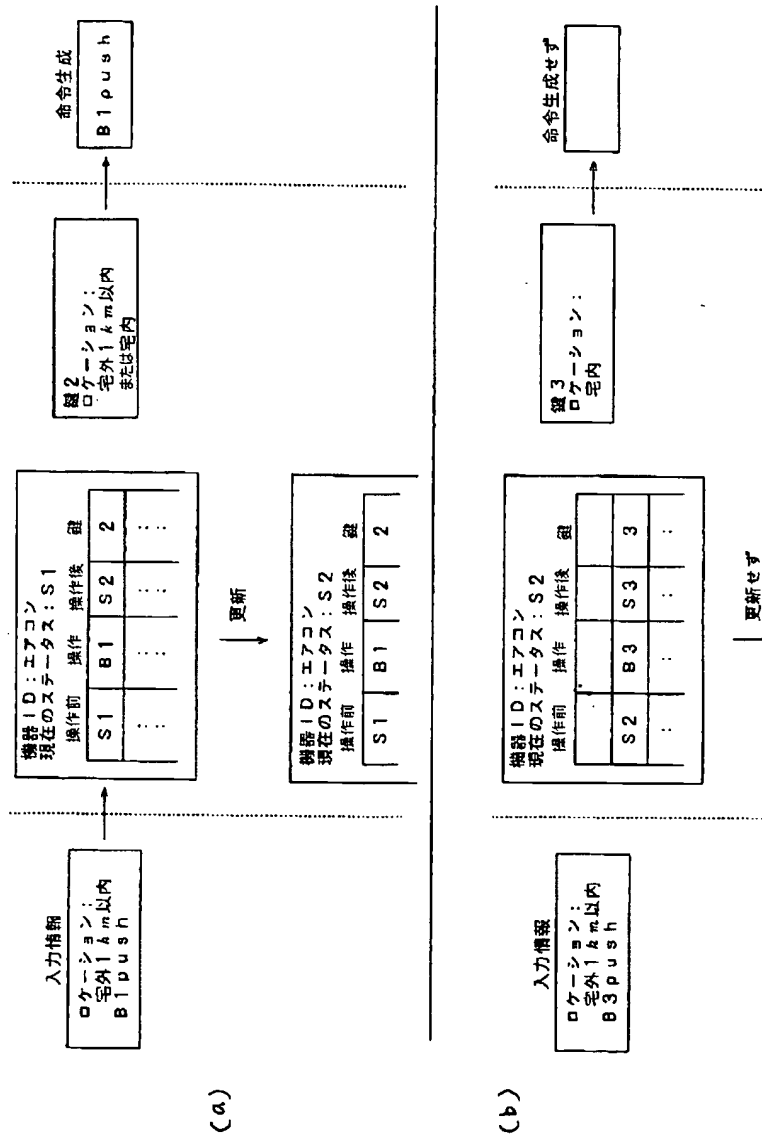 (a)
入力情報
ロケーション:
宅外1km以内
B1push
機器ID:エアコン
現在のステータス:S1
操作前 操作 操作後 鍵
S1 B1 S2 2
: : : :
更新
機器ID:エアコン
現在のステータス:S2
操作前 操作 操作後 鍵
S1 B1 S2 2
鍵2
ロケーション:
宅外1km以内
または宅内
命令生成
B1push
(b)
入力情報
ロケーション:
宅外1km以内
B3push
機器ID:エアコン
現在のステータス:S2
操作前 操作 操作後 鍵
S2 B3 S3 3
: : : :
更新せず
鍵3
ロケーション:
宅内
命令生成せず